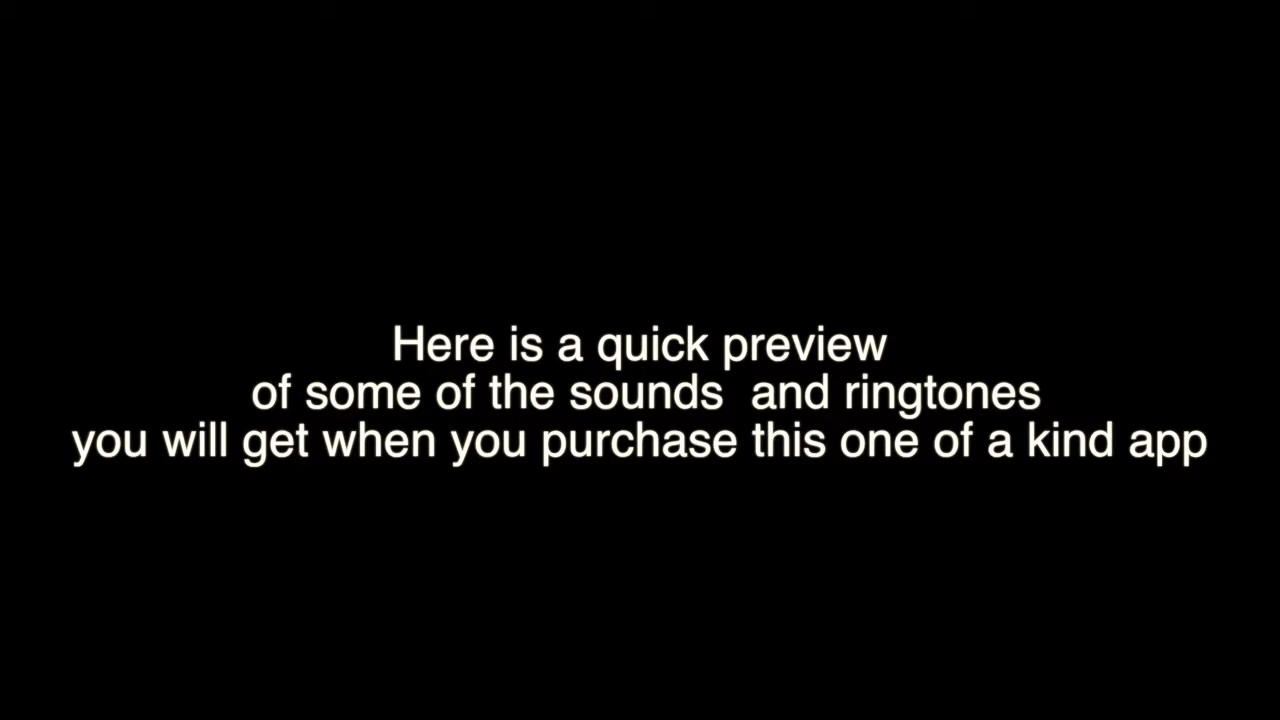 Here is a quick preview
of some of the sounds  and ringtones
you will get when you purchase this one of a kind app